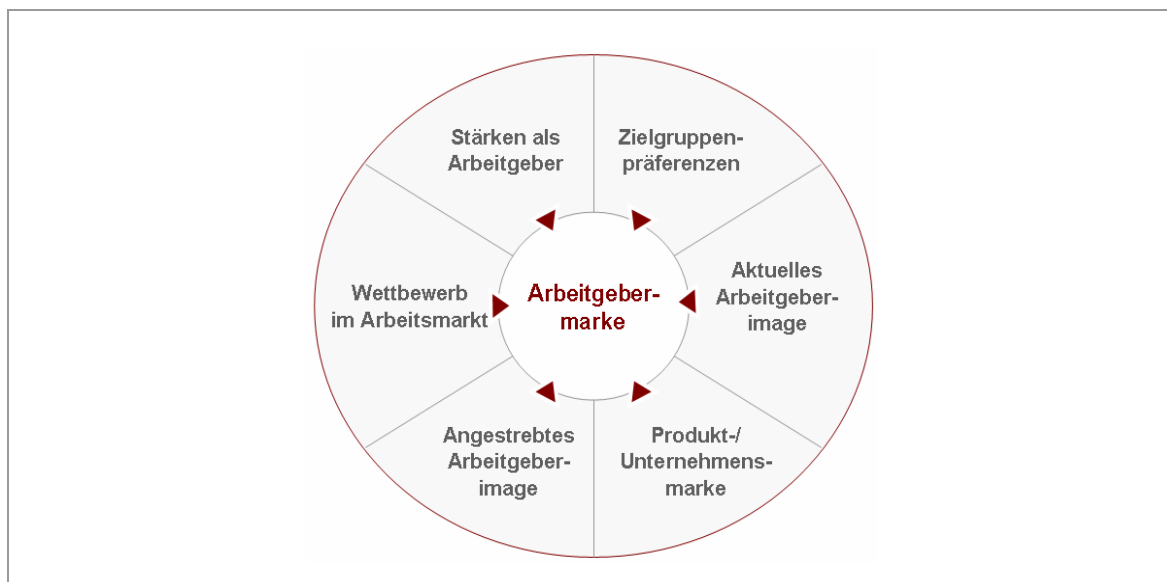 Stärken als
Arbeitgeber
Zielgruppen-
präferenzen
Wettbewerb
im Arbeitsmarkt
Arbeitgeber-
marke
Aktuelles
Arbeitgeber-
image
Angestrebtes
Arbeitgeber-
image
Produkt-/
Unternehmens-
marke